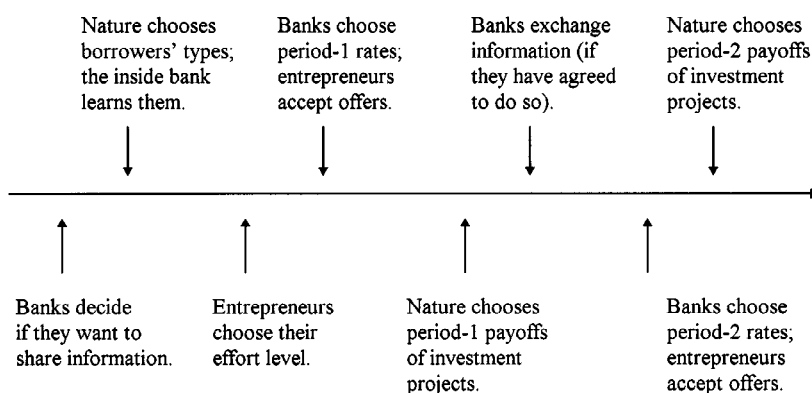 Nature chooses
borrowers' types;
the inside bank
learns them.
Banks choose
period-1 rates;
entrepreneurs
accept offers.
Banks exchange
information (if
they have agreed
to do so).
Nature chooses
period-2 payoffs
of investment
projects.
Banks decide
if they want to
share information.
Entrepreneurs
choose their
effort level.
Nature chooses
period-1 payoffs
of investment
projects.
Banks choose
period-2 rates;
entrepreneurs
accept offers.